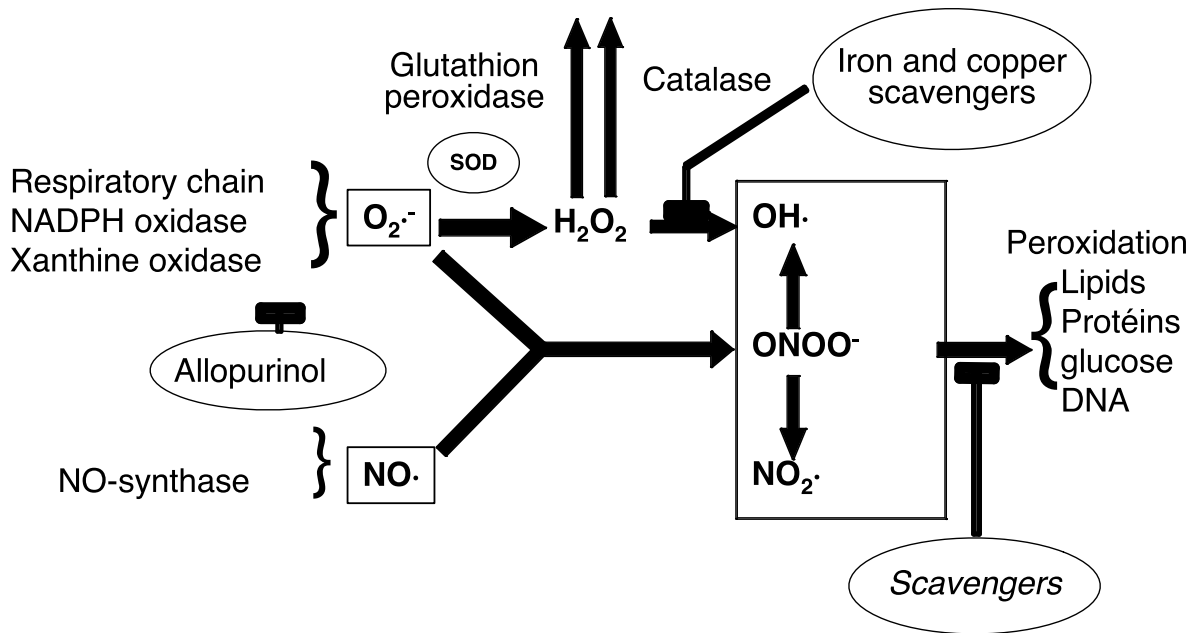 Glutathion
peroxidase
Catalase
Iron and copper
scavengers
SOD
Respiratory chain
NADPH oxidase
Xanthine oxidase
}
O₂·⁻
H₂O₂
OH·
Peroxidation
{
Lipids
Protéins
glucose
DNA
ONOO⁻
Allopurinol
NO-synthase
}
NO·
NO₂·
Scavengers